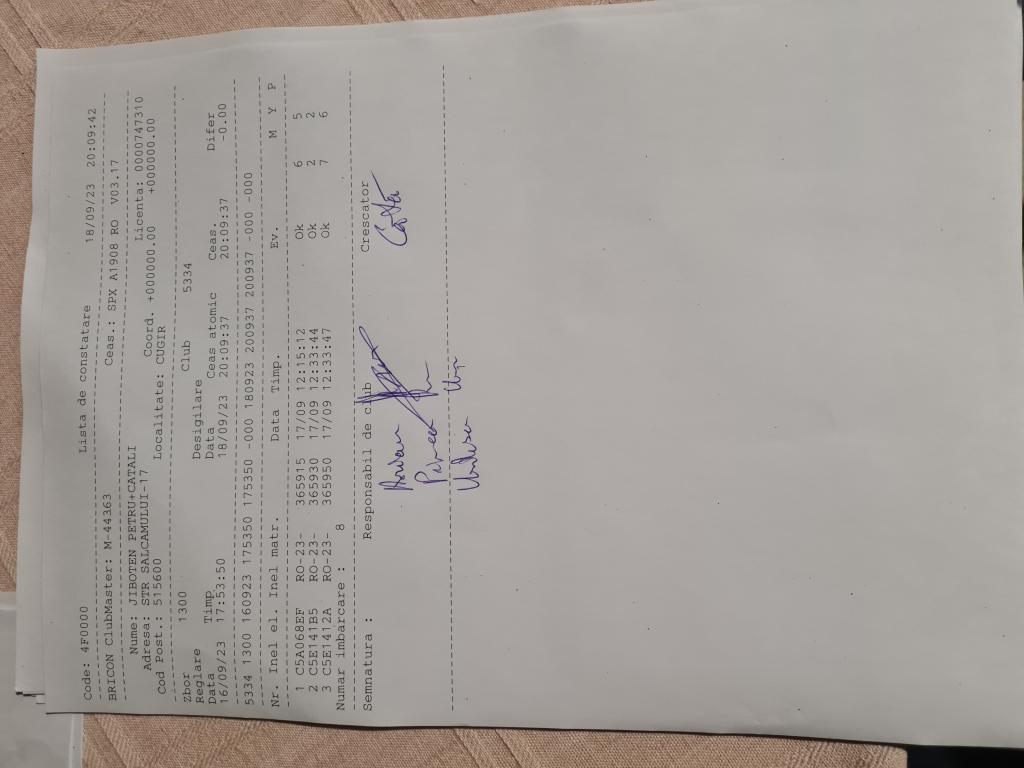 Code: 4F0000 Lista de constatare 18/09/23 20:09:42
BRICON ClubMaster: M-44363 Ceas.: SPX A1908 RO V03.17
Nume: JIBOTEN PETRU+CATALI Licenta: 0000747310
Adresa: STR SALCAMULUI-17 Coord. +000000.00 +000000.00
Cod Post.: 515600 Localitate: CUGIR
Zbor 1300 Club 5334
Reglare Desigilare
Data Timp Data Ceas atomic Ceas. Difer
16/09/23 17:53:50 18/09/23 20:09:37 20:09:37 -0.00
5334 1300 160923 175350 175350 -000 180923 200937 200937 -000 -000
Nr. Inel el. Inel matr. Data Timp. Ev. M Y P
1 C5A068EF RO-23- 365915 17/09 12:15:12 Ok 6 5
2 C5E141B5 RO-23- 365930 17/09 12:33:44 Ok 2 2
3 C5E1412A RO-23- 365950 17/09 12:33:47 Ok 7 6
Numar imbarcare : 8
Semnatura : Responsabil de club Crescator